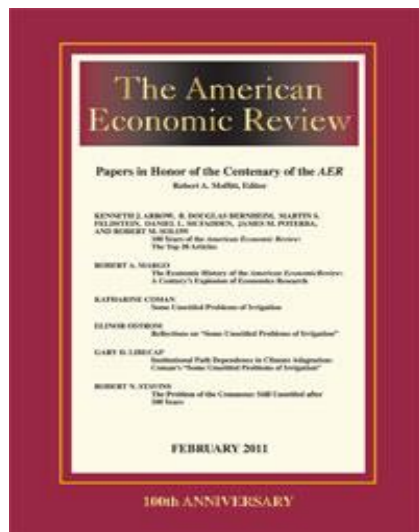 The American
Economic Review
Papers in Honor of the Centenary of the AER
Robert A. Moffitt, Editor
KENNETH J. ARROW, B. DOUGLAS BERNHEIM, MARTIN S.
FELDSTEIN, DANIEL L. MCFADDEN, JAMES M. POTERBA,
AND ROBERT M. SOLOW
100 Years of the American Economic Review:
The Top 20 Articles
ROBERT A. MARGO
The Economic History of the American Economic Review:
A Century's Explosion of Economics Research
KATHARINE COMAN
Some Unsettled Problems of Irrigation
ELINOR OSTROM
Reflections on "Some Unsettled Problems of Irrigation"
GARY D. LIBECAP
Institutional Path Dependence in Climate Adaptation:
Coman's "Some Unsettled Problems of Irrigation"
ROBERT N. STAVINS
The Problem of the Commons: Still Unsettled after
100 Years
FEBRUARY 2011
100th ANNIVERSARY